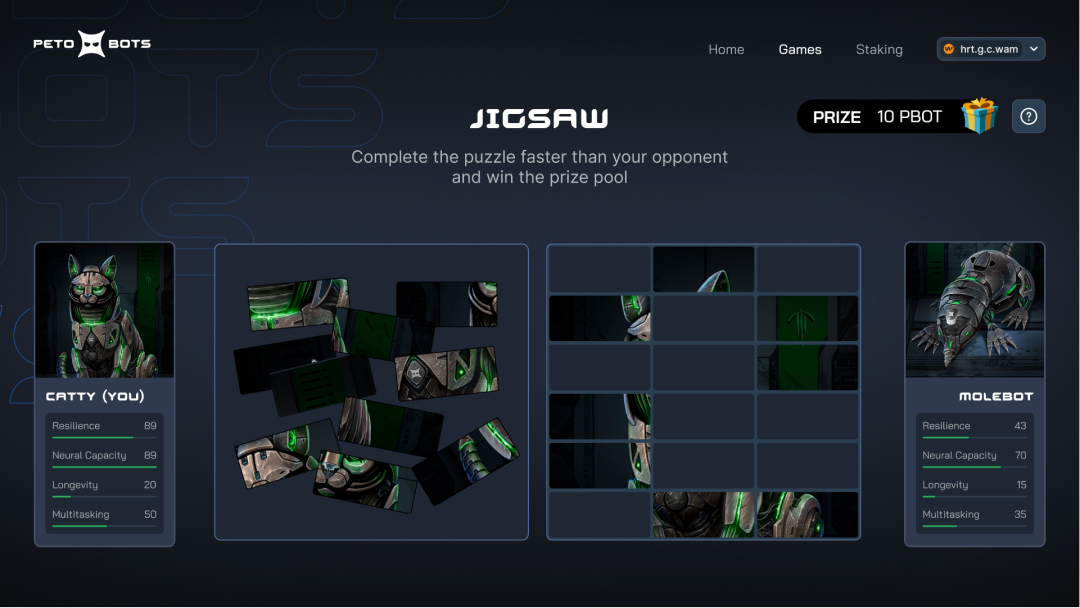 PETO BOTS
Home
Games
Staking
hrt.g.c.wam
JIGSAW
PRIZE 10 PBOT
?
Complete the puzzle faster than your opponent
and win the prize pool
CATTY (YOU)
Resilience 89
Neural Capacity 89
Longevity 20
Multitasking 50
MOLEBOT
Resilience 43
Neural Capacity 70
Longevity 15
Multitasking 35